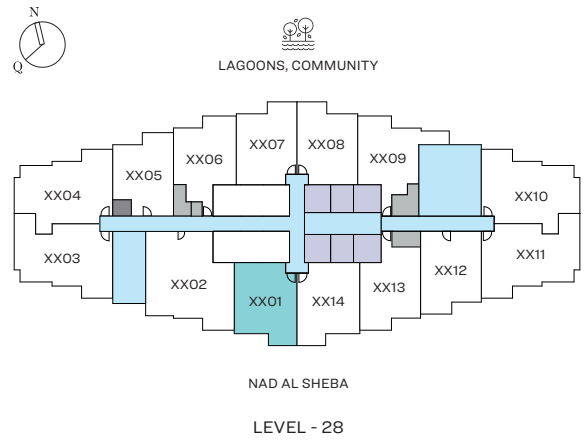 N
Q
LAGOONS, COMMUNITY
XX07
XX08
XX06
XX09
XX05
XX04
XX10
XX03
XX11
XX12
XX02
XX13
XX01
XX14
NAD AL SHEBA
LEVEL - 28